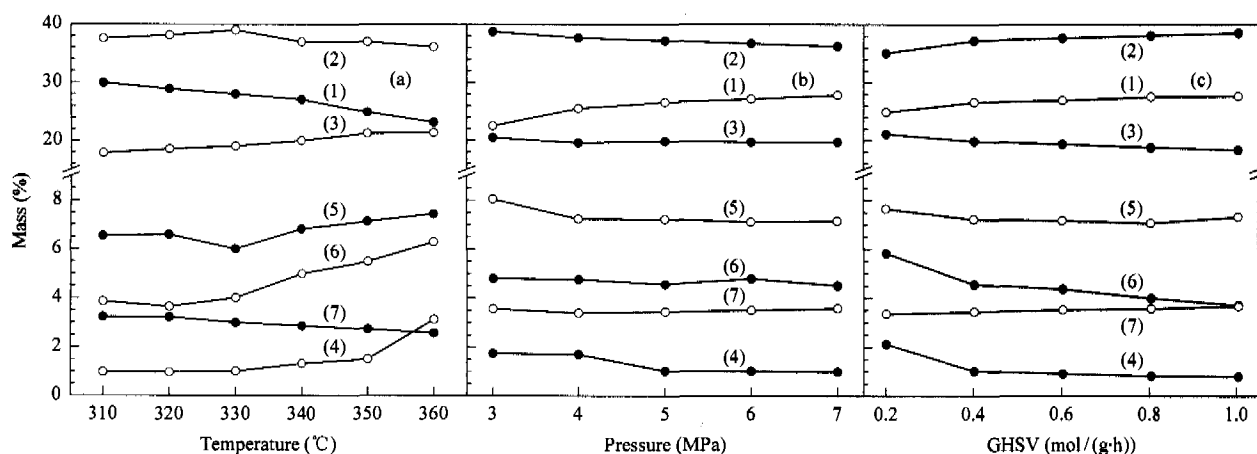 40
30
20
8
6
4
2
0
Mass (%)
(2)
(1)
(3)
(5)
(6)
(7)
(4)
(a)
310 320 330 340 350 360
Temperature (℃)
(2)
(1)
(3)
(5)
(6)
(7)
(4)
(b)
3 4 5 6 7
Pressure (MPa)
(2)
(1)
(3)
(5)
(6)
(7)
(4)
(c)
0.2 0.4 0.6 0.8 1.0
GHSV (mol/(g·h))